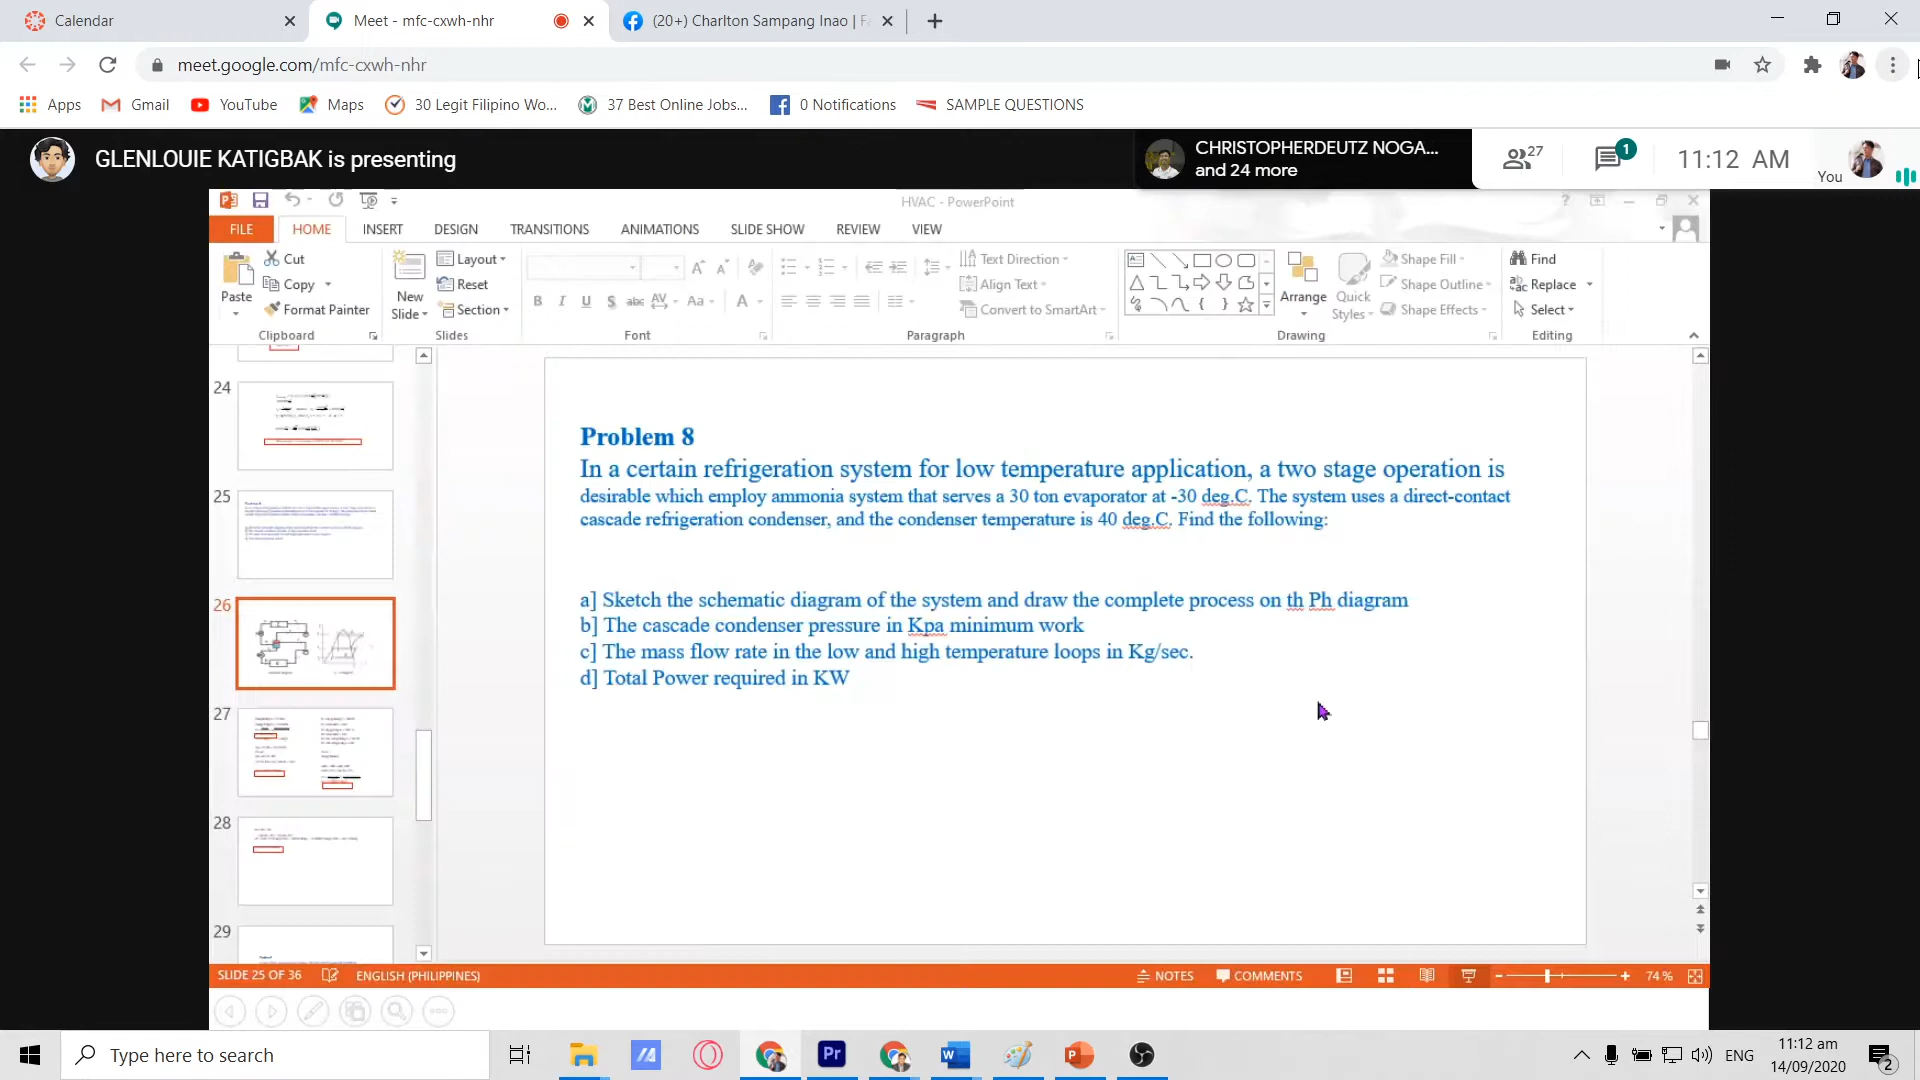 Calendar
Meet - mfc-cxwh-nhr
(20+) Charlton Sampang Inao | Fa
meet.google.com/mfc-cxwh-nhr
Apps
Gmail
YouTube
Maps
30 Legit Filipino Wo...
37 Best Online Jobs...
0 Notifications
SAMPLE QUESTIONS
GLENLOUIE KATIGBAK is presenting
CHRISTOPHERDEUTZ NOGA...
and 24 more
27
1
11:12 AM
You
HVAC - PowerPoint
FILE
HOME
INSERT
DESIGN
TRANSITIONS
ANIMATIONS
SLIDE SHOW
REVIEW
VIEW
Paste
Cut
Copy
Format Painter
Clipboard
New
Slide
Layout
Reset
Section
Slides
Font
Text Direction
Align Text
Convert to SmartArt
Paragraph
Arrange
Quick
Styles
Shape Fill
Shape Outline
Shape Effects
Drawing
Find
Replace
Select
Editing
24
25
26
27
28
29
Problem 8
In a certain refrigeration system for low temperature application, a two stage operation is
desirable which employ ammonia system that serves a 30 ton evaporator at -30 deg.C. The system uses a direct-contact
cascade refrigeration condenser, and the condenser temperature is 40 deg.C. Find the following:
a] Sketch the schematic diagram of the system and draw the complete process on th Ph diagram
b] The cascade condenser pressure in Kpa minimum work
c] The mass flow rate in the low and high temperature loops in Kg/sec.
d] Total Power required in KW
SLIDE 25 OF 36
ENGLISH (PHILIPPINES)
NOTES
COMMENTS
74 %
Type here to search
ENG
11:12 am
14/09/2020
2